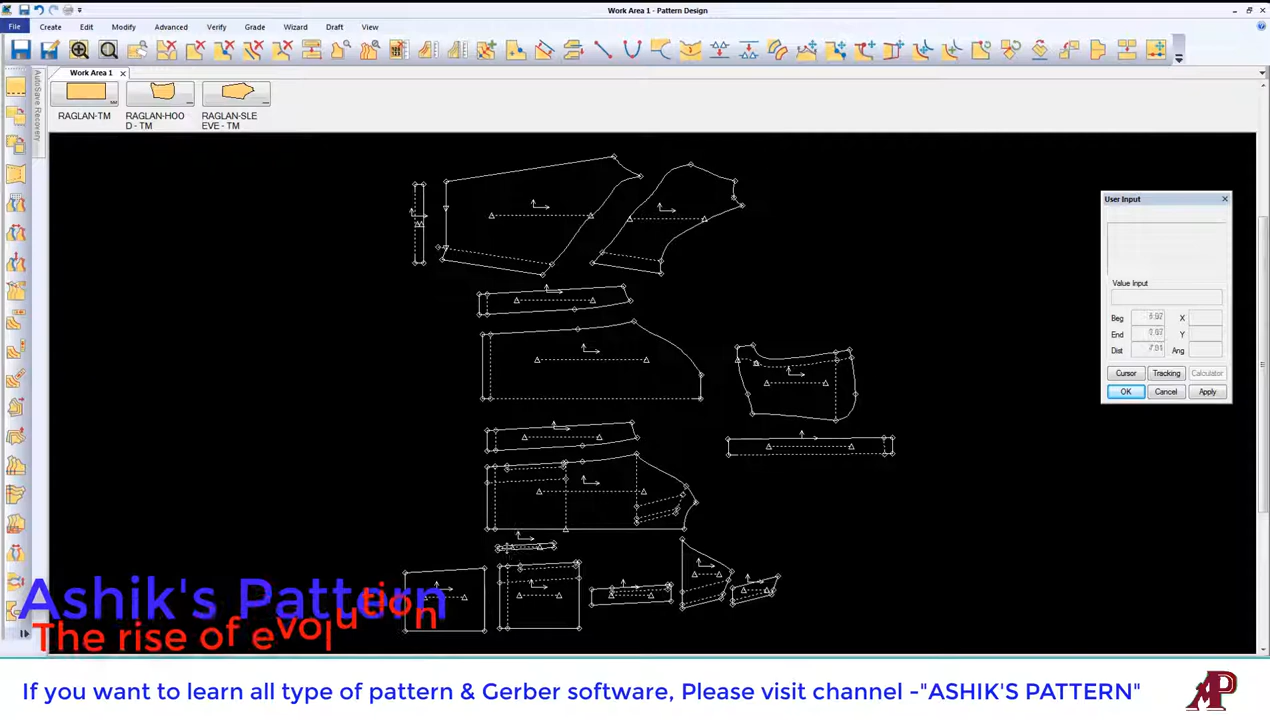 Work Area 1 - Pattern Design
File Create Edit Modify Advanced Verify Grade Wizard Draft View
Work Area 1
AutoSave Recovery
RAGLAN-TM
RAGLAN-HOO
D - TM
RAGLAN-SLE
EVE - TM
User Input
Value Input
Beg X
End Y
Dist Ang
Cursor Tracking Calculator
OK Cancel Apply
Ashik's Pattern
The rise of evolution
If you want to learn all type of pattern & Gerber software, Please visit channel -"ASHIK'S PATTERN"
AP